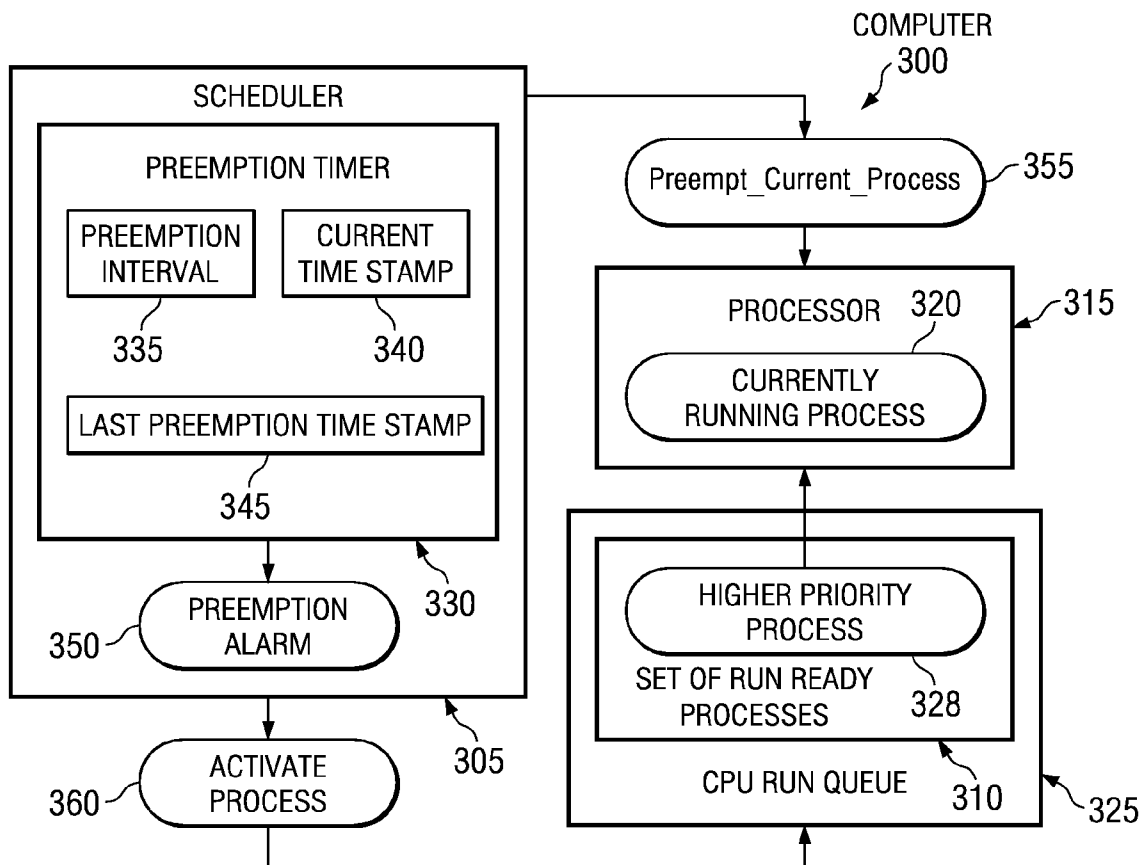 COMPUTER
300
SCHEDULER
PREEMPTION TIMER
PREEMPTION
INTERVAL
335
CURRENT
TIME STAMP
340
LAST PREEMPTION TIME STAMP
345
330
PREEMPTION
ALARM
350
305
ACTIVATE
PROCESS
360
Preempt_Current_Process
355
PROCESSOR
320
315
CURRENTLY
RUNNING PROCESS
HIGHER PRIORITY
PROCESS
328
SET OF RUN READY
PROCESSES
310
CPU RUN QUEUE
325